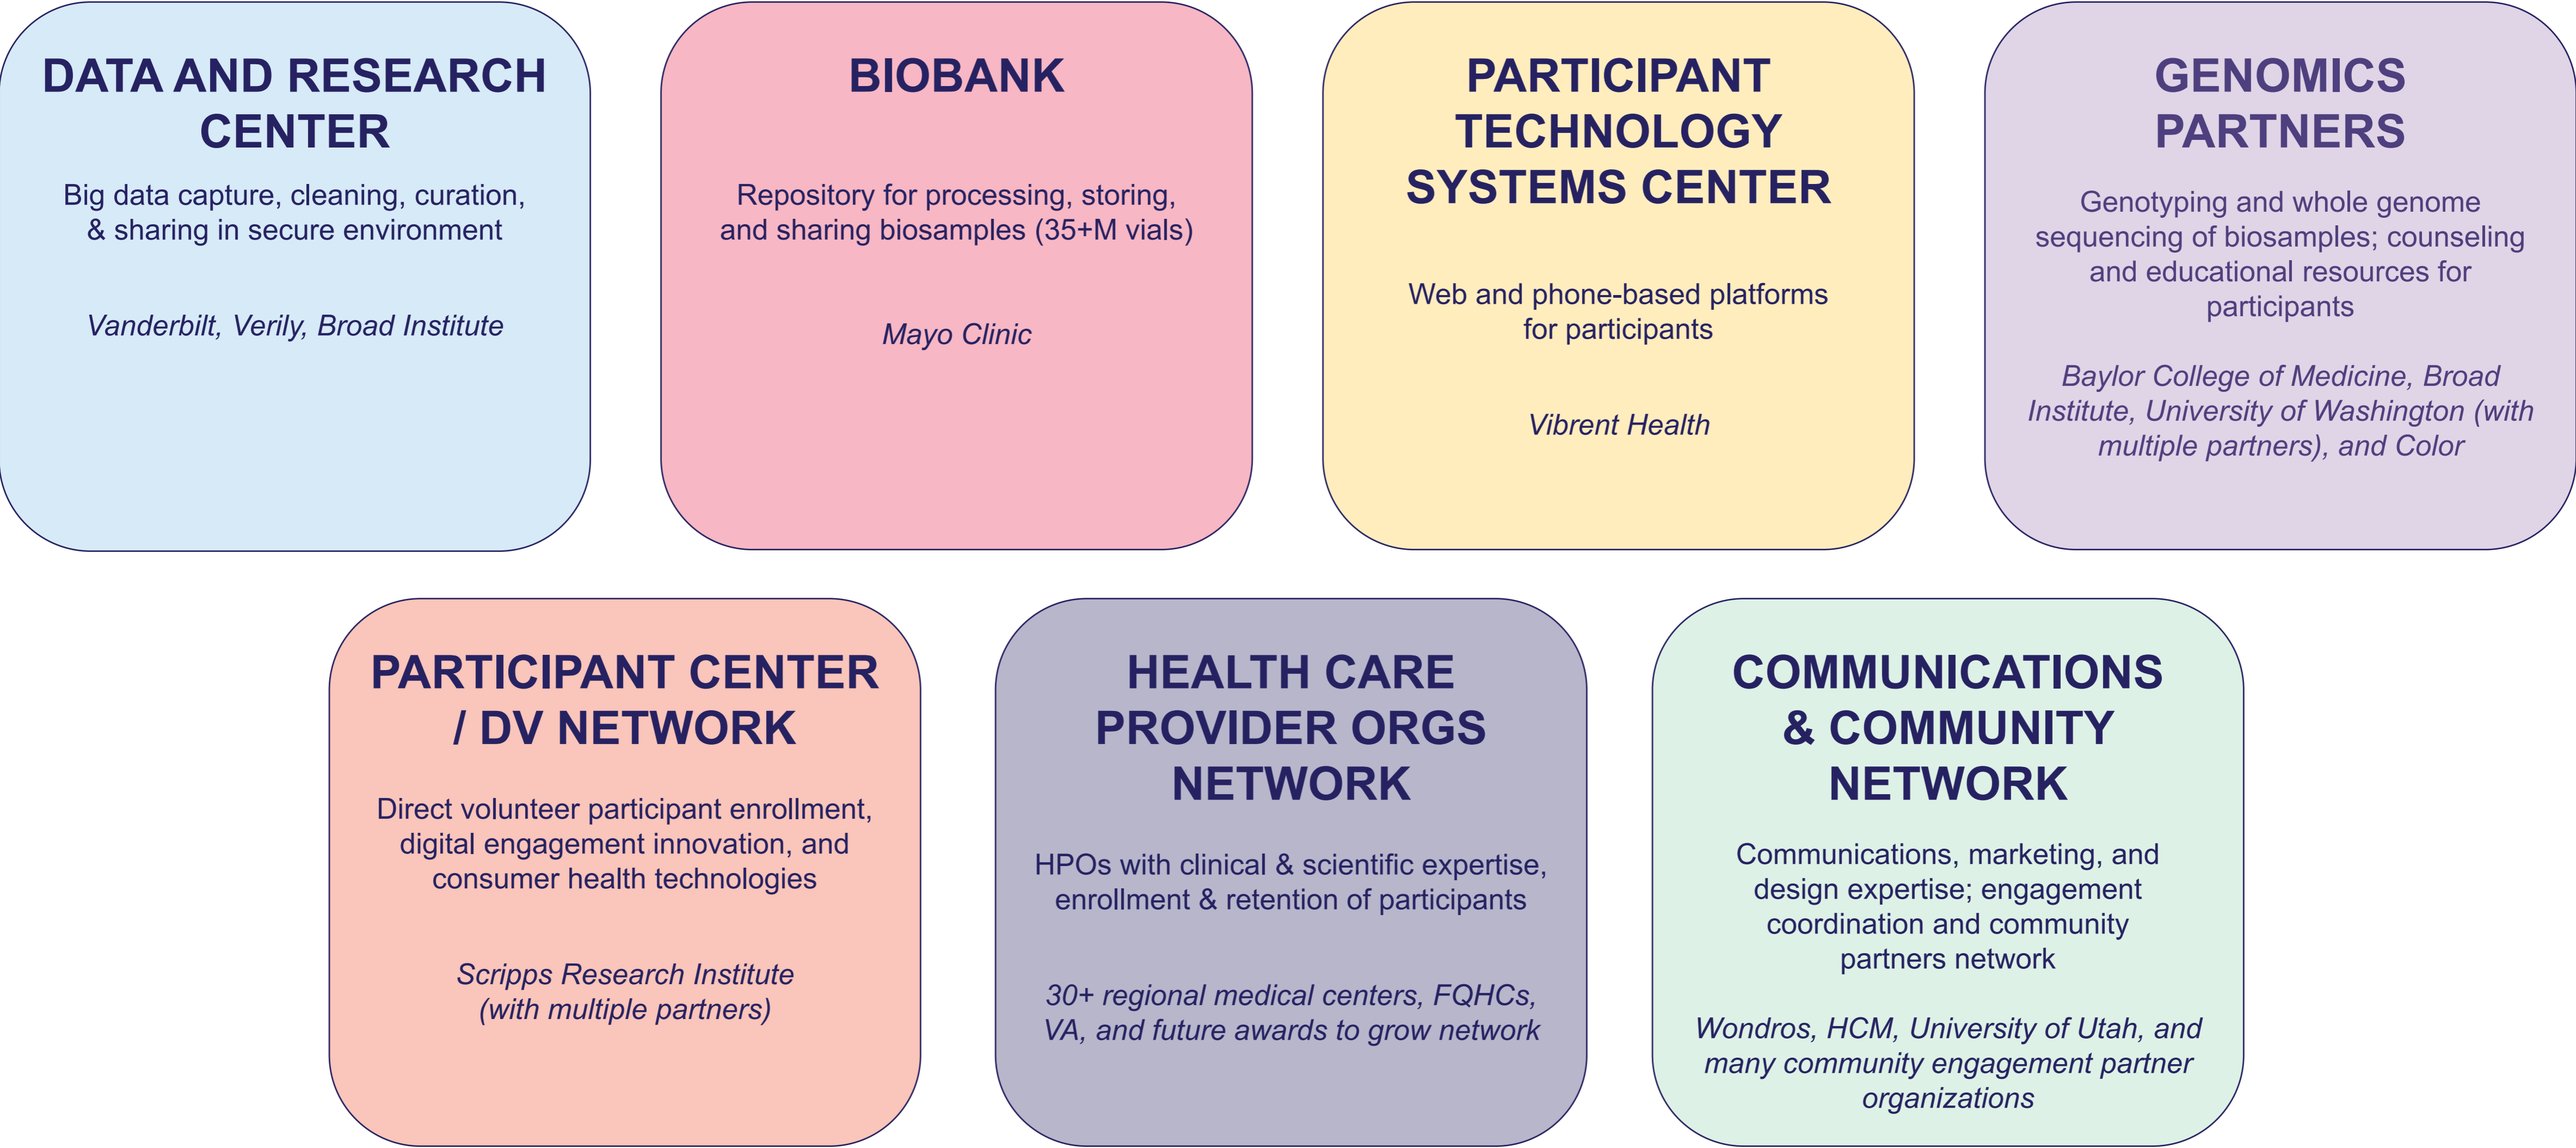 DATA AND RESEARCH
CENTER
Big data capture, cleaning, curation,
& sharing in secure environment
Vanderbilt, Verily, Broad Institute
BIOBANK
Repository for processing, storing,
and sharing biosamples (35+M vials)
Mayo Clinic
PARTICIPANT
TECHNOLOGY
SYSTEMS CENTER
Web and phone-based platforms
for participants
Vibrent Health
GENOMICS
PARTNERS
Genotyping and whole genome
sequencing of biosamples; counseling
and educational resources for
participants
Baylor College of Medicine, Broad
Institute, University of Washington (with
multiple partners), and Color
PARTICIPANT CENTER
/ DV NETWORK
Direct volunteer participant enrollment,
digital engagement innovation, and
consumer health technologies
Scripps Research Institute
(with multiple partners)
HEALTH CARE
PROVIDER ORGS
NETWORK
HPOs with clinical & scientific expertise,
enrollment & retention of participants
30+ regional medical centers, FQHCs,
VA, and future awards to grow network
COMMUNICATIONS
& COMMUNITY
NETWORK
Communications, marketing, and
design expertise; engagement
coordination and community
partners network
Wondros, HCM, University of Utah, and
many community engagement partner
organizations